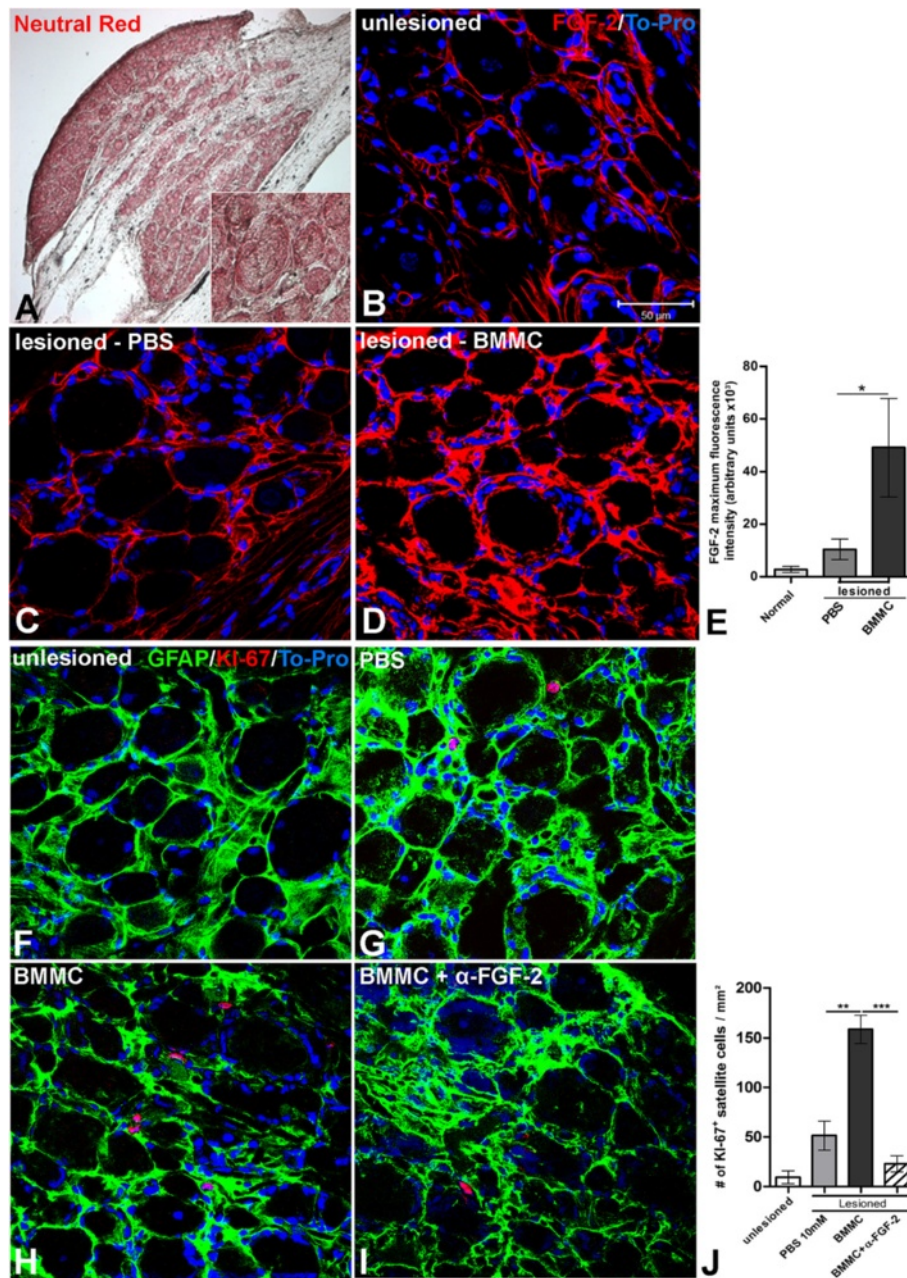 Neutral Red
A
unlesioned FGF-2/To-Pro
50 µm
B
lesioned - PBS
C
lesioned - BMMC
D
FGF-2 maximum fluorescence
intensity (arbitrary units x10³)
80
60
40
20
0
*
Normal
PBS
BMMC
lesioned
E
unlesioned GFAP/KI-67/To-Pro
F
PBS
G
BMMC
H
BMMC + α-FGF-2
I
# of KI-67⁺ satellite cells / mm²
200
150
100
50
0
** ***
unlesioned
PBS 10mM
BMMC
BMMC+α-FGF-2
Lesioned
J